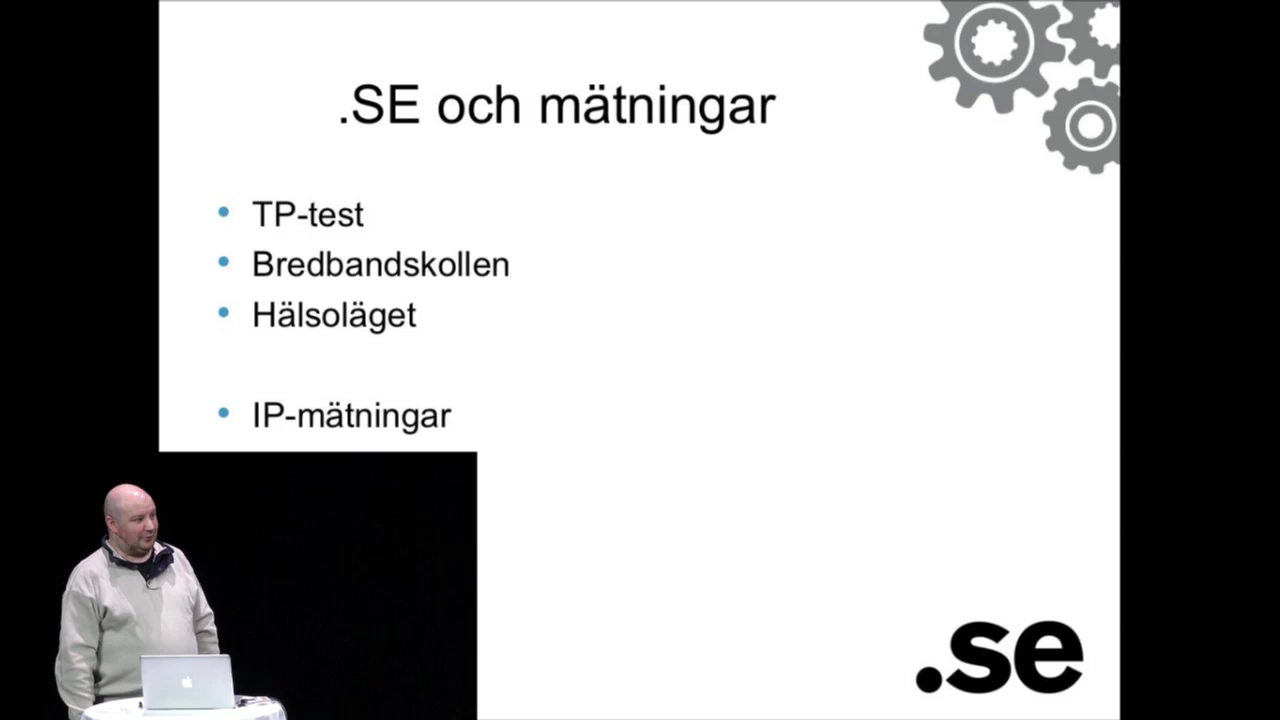 .SE och mätningar
TP-test
Bredbandskollen
Hälsoläget
IP-mätningar
.se